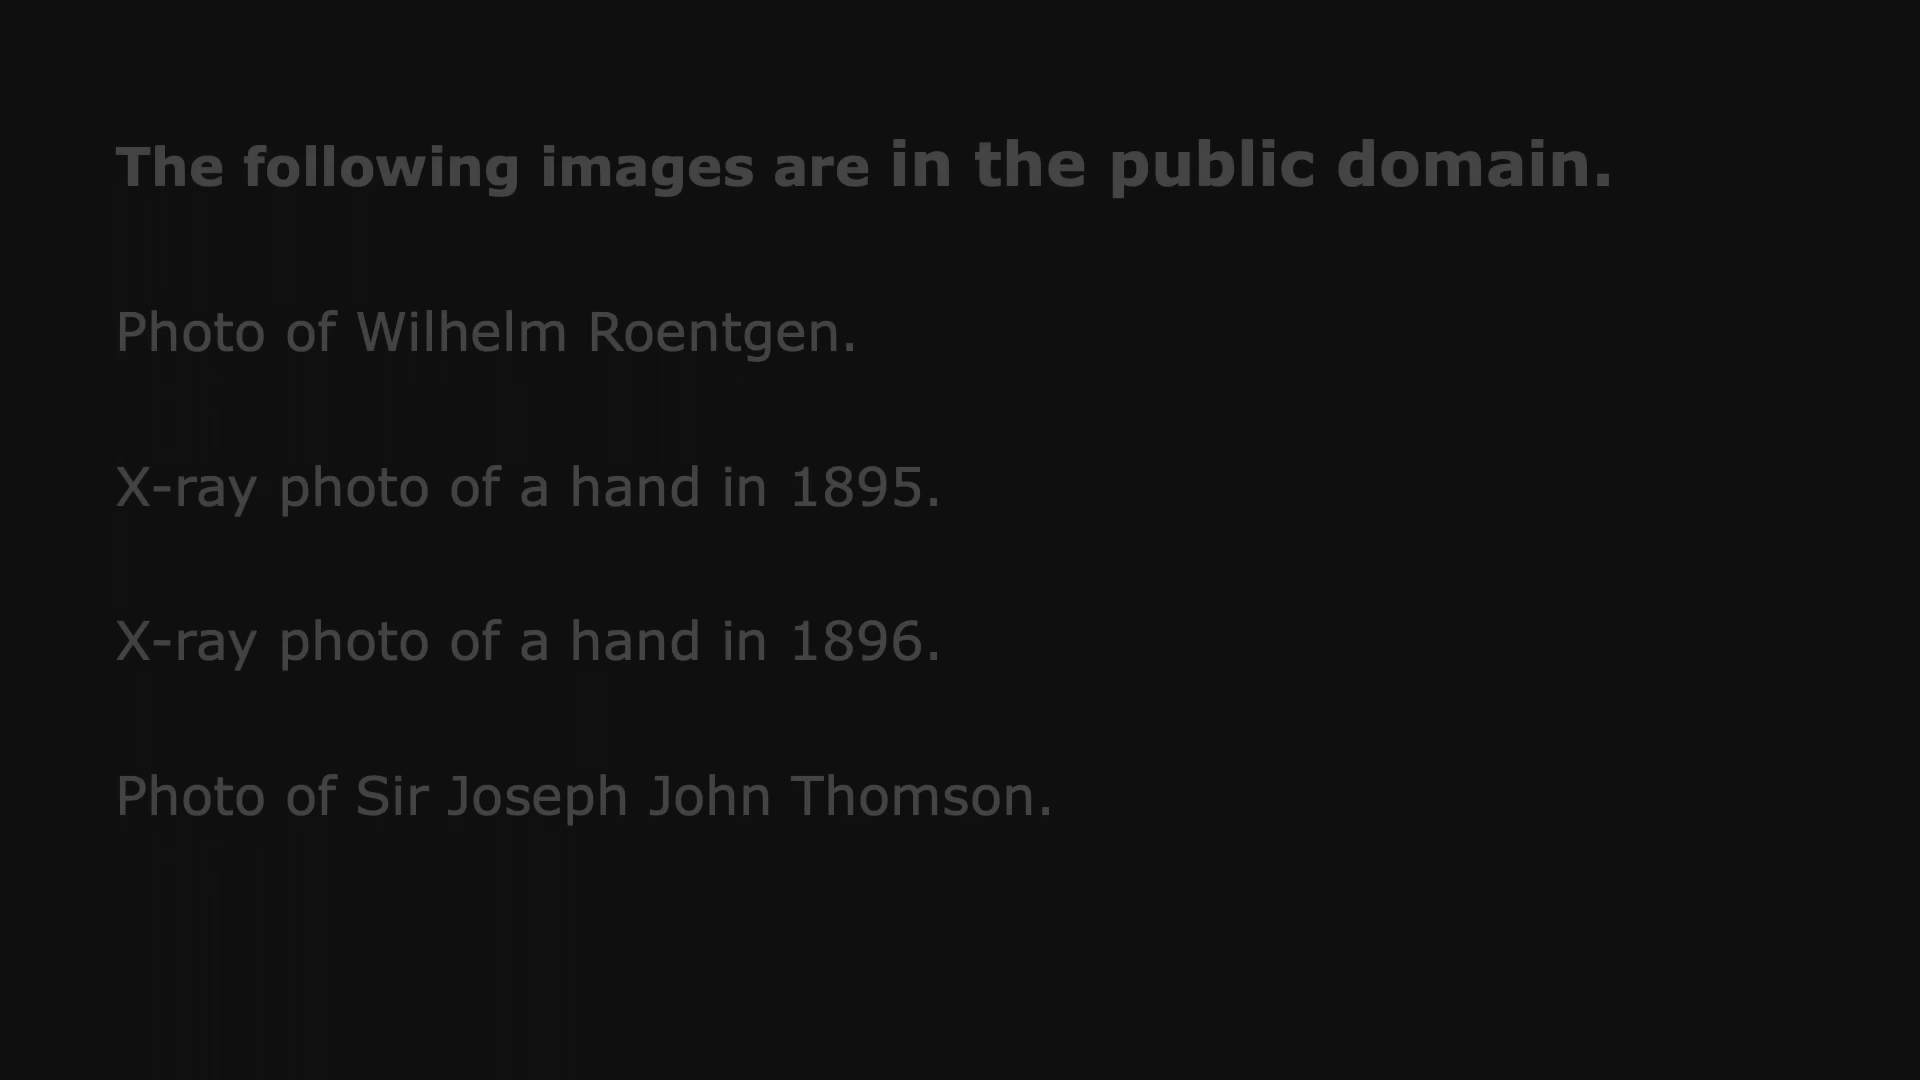 The following images are in the public domain.
Photo of Wilhelm Roentgen.
X-ray photo of a hand in 1895.
X-ray photo of a hand in 1896.
Photo of Sir Joseph John Thomson.